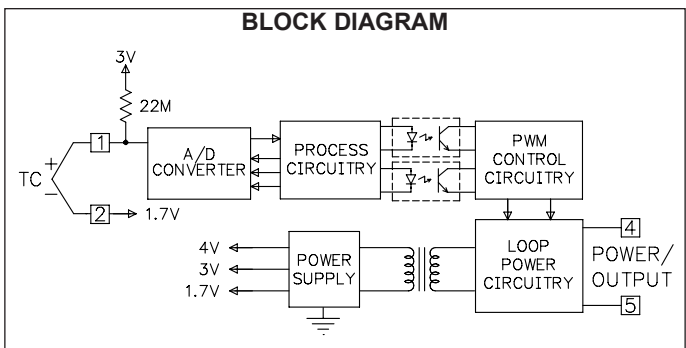 BLOCK DIAGRAM
3V
22M
1
TC
+
−
2
1.7V
A/D
CONVERTER
PROCESS
CIRCUITRY
PWM
CONTROL
CIRCUITRY
4V
3V
1.7V
POWER
SUPPLY
LOOP
POWER
CIRCUITRY
4
POWER/
OUTPUT
5